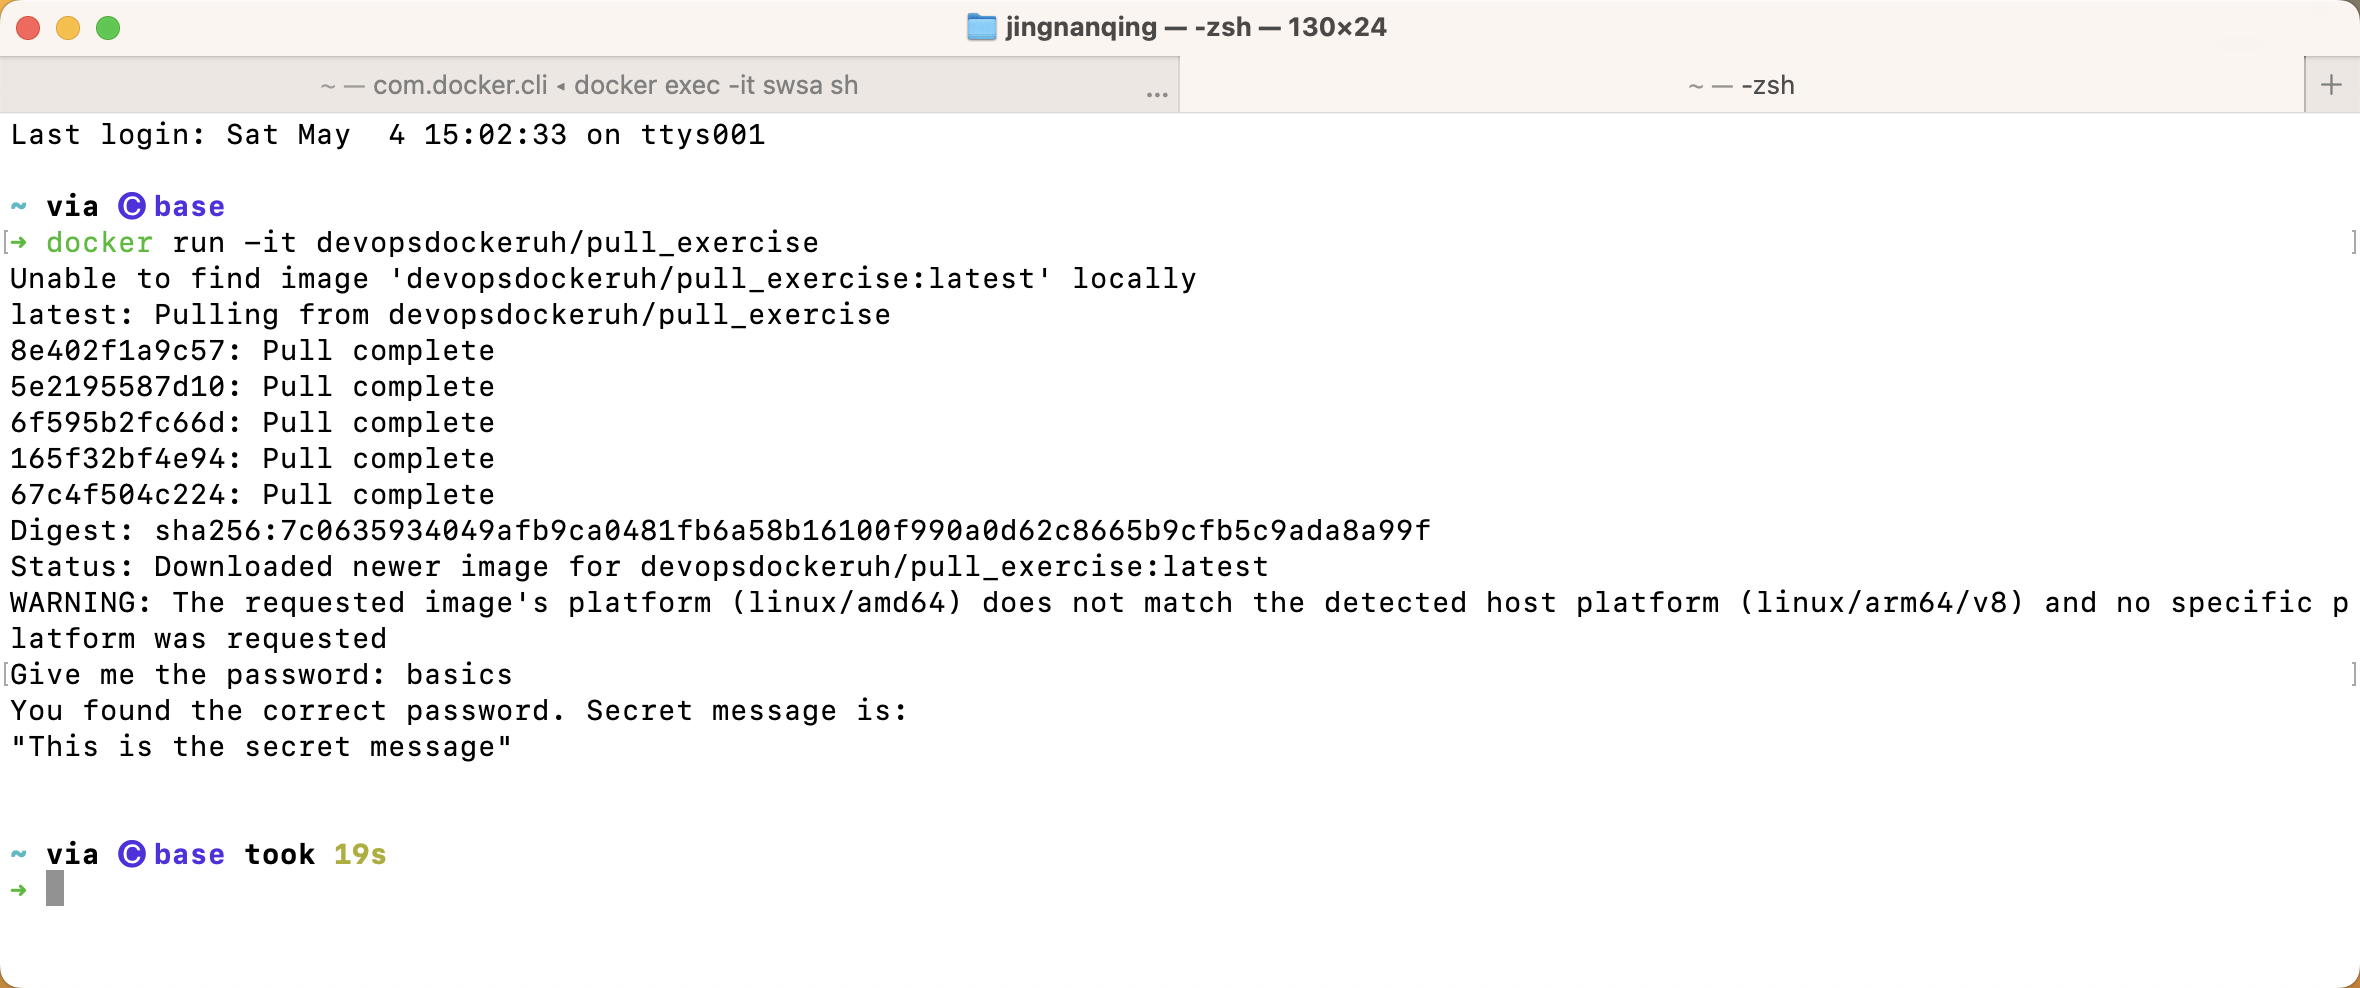 jingnanqing — -zsh — 130×24
~ — com.docker.cli ◂ docker exec -it swsa sh ...
~ — -zsh
+
Last login: Sat May  4 15:02:33 on ttys001
~ via 🅒 base
→ docker run -it devopsdockeruh/pull_exercise
Unable to find image 'devopsdockeruh/pull_exercise:latest' locally
latest: Pulling from devopsdockeruh/pull_exercise
8e402f1a9c57: Pull complete
5e2195587d10: Pull complete
6f595b2fc66d: Pull complete
165f32bf4e94: Pull complete
67c4f504c224: Pull complete
Digest: sha256:7c0635934049afb9ca0481fb6a58b16100f990a0d62c8665b9cfb5c9ada8a99f
Status: Downloaded newer image for devopsdockeruh/pull_exercise:latest
WARNING: The requested image's platform (linux/amd64) does not match the detected host platform (linux/arm64/v8) and no specific p
latform was requested
Give me the password: basics
You found the correct password. Secret message is:
"This is the secret message"
~ via 🅒 base took 19s
→